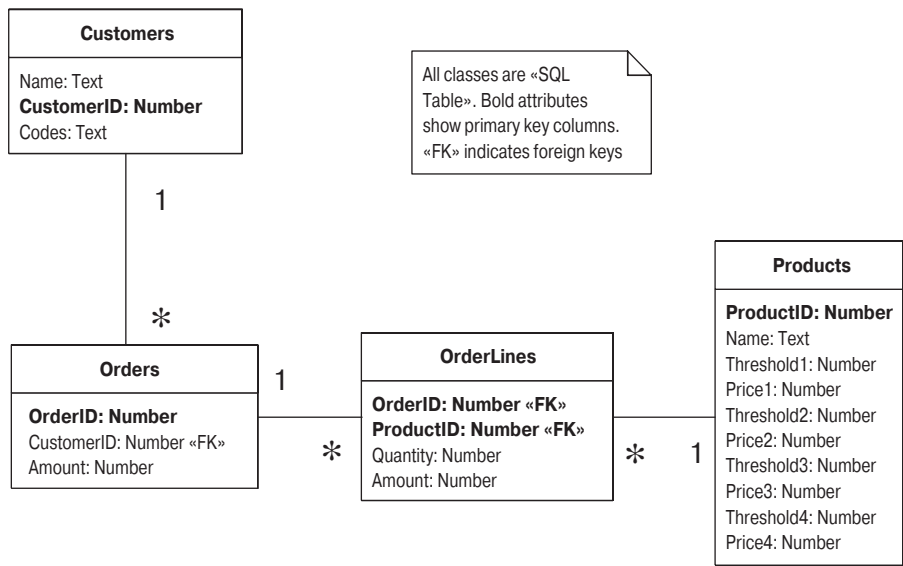 Customers
Name: Text
CustomerID: Number
Codes: Text
All classes are «SQL
Table». Bold attributes
show primary key columns.
«FK» indicates foreign keys
1
*
Orders
OrderID: Number
CustomerID: Number «FK»
Amount: Number
1
*
OrderLines
OrderID: Number «FK»
ProductID: Number «FK»
Quantity: Number
Amount: Number
*
1
Products
ProductID: Number
Name: Text
Threshold1: Number
Price1: Number
Threshold2: Number
Price2: Number
Threshold3: Number
Price3: Number
Threshold4: Number
Price4: Number